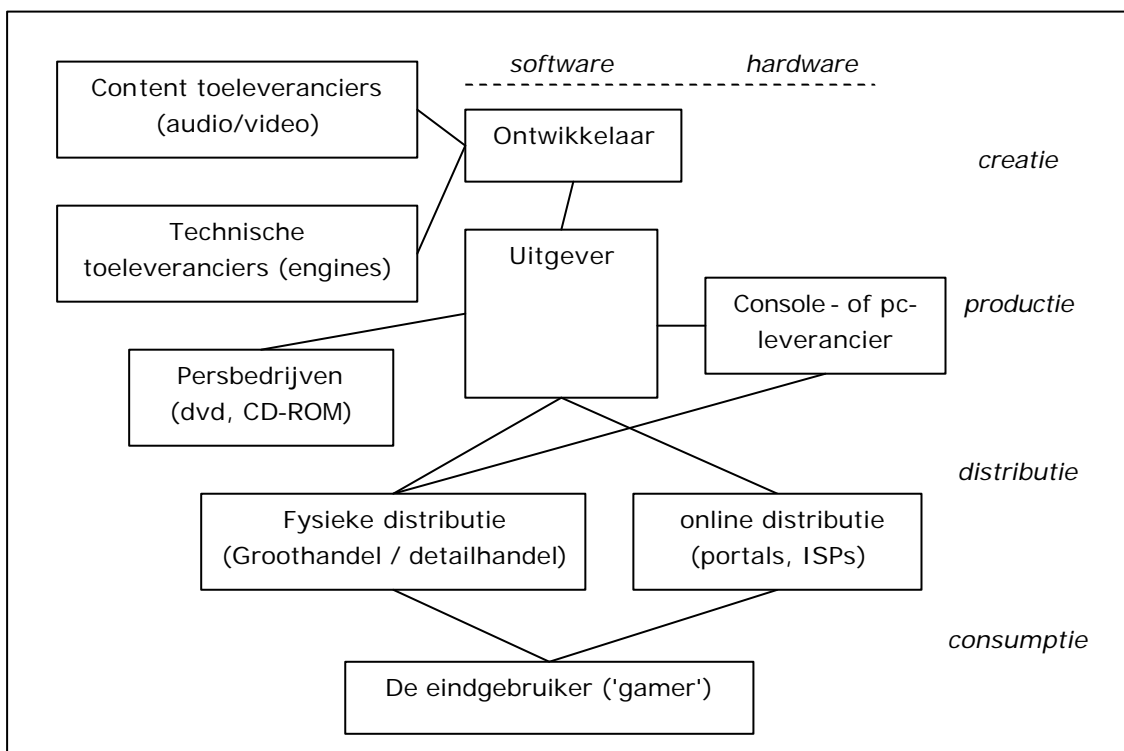 software
hardware
Content toeleveranciers
(audio/video)
Ontwikkelaar
creatie
Technische
toeleveranciers (engines)
Uitgever
Console- of pc-
leverancier
productie
Persbedrijven
(dvd, CD-ROM)
distributie
Fysieke distributie
(Groothandel / detailhandel)
online distributie
(portals, ISPs)
consumptie
De eindgebruiker ('gamer')